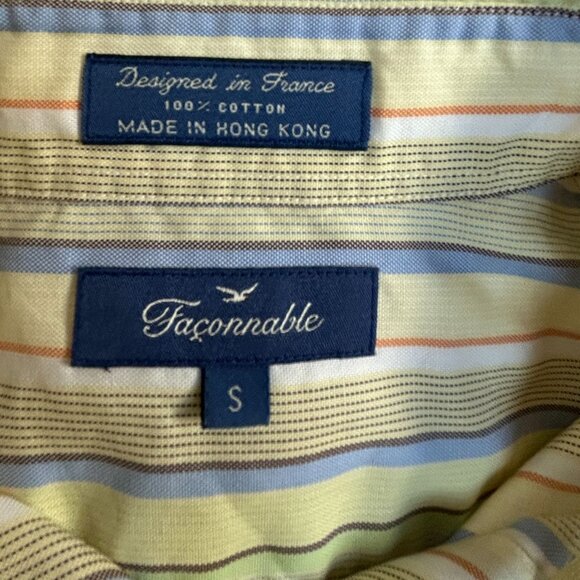 Designed in France
100% COTTON
MADE IN HONG KONG
Façonnable
S